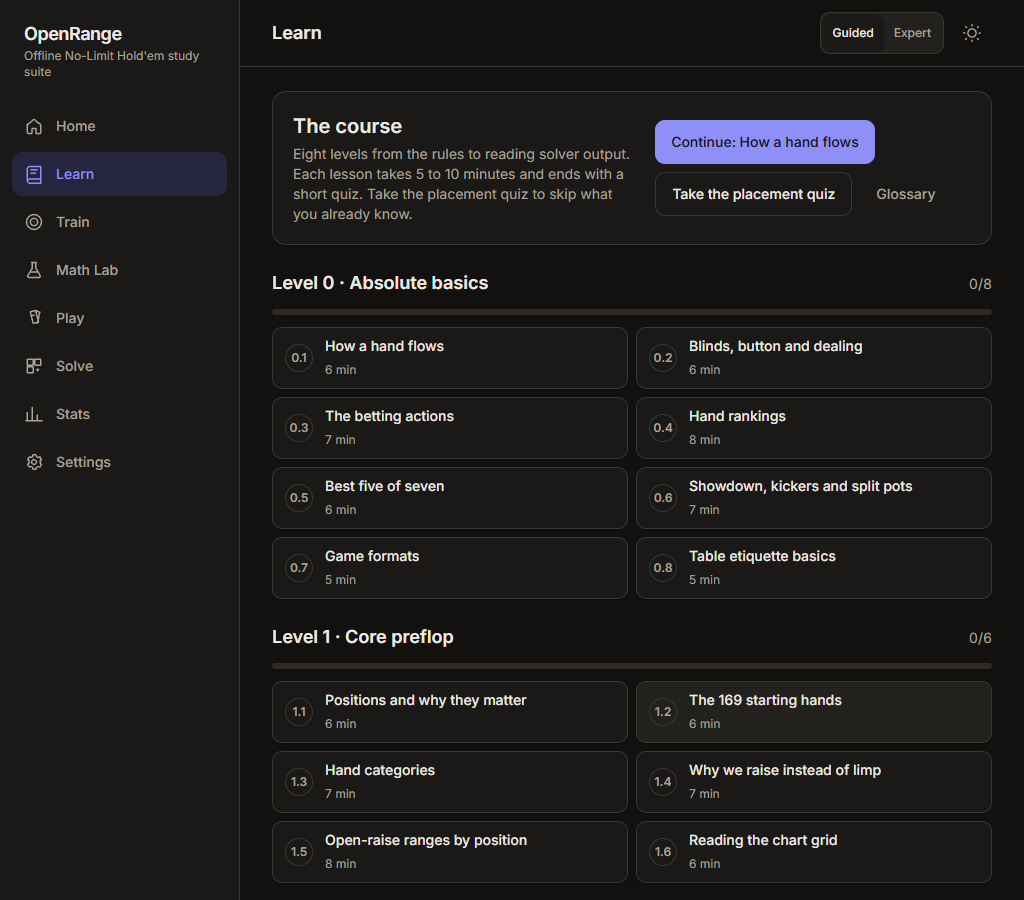 OpenRange
Offline No-Limit Hold'em study
suite
Home
Learn
Train
Math Lab
Play
Solve
Stats
Settings
Learn
Guided
Expert
The course
Eight levels from the rules to reading solver output.
Each lesson takes 5 to 10 minutes and ends with a
short quiz. Take the placement quiz to skip what
you already know.
Continue: How a hand flows
Take the placement quiz
Glossary
Level 0 · Absolute basics
0/8
0.1
How a hand flows
6 min
0.2
Blinds, button and dealing
6 min
0.3
The betting actions
7 min
0.4
Hand rankings
8 min
0.5
Best five of seven
6 min
0.6
Showdown, kickers and split pots
7 min
0.7
Game formats
5 min
0.8
Table etiquette basics
5 min
Level 1 · Core preflop
0/6
1.1
Positions and why they matter
6 min
1.2
The 169 starting hands
6 min
1.3
Hand categories
7 min
1.4
Why we raise instead of limp
7 min
1.5
Open-raise ranges by position
8 min
1.6
Reading the chart grid
6 min